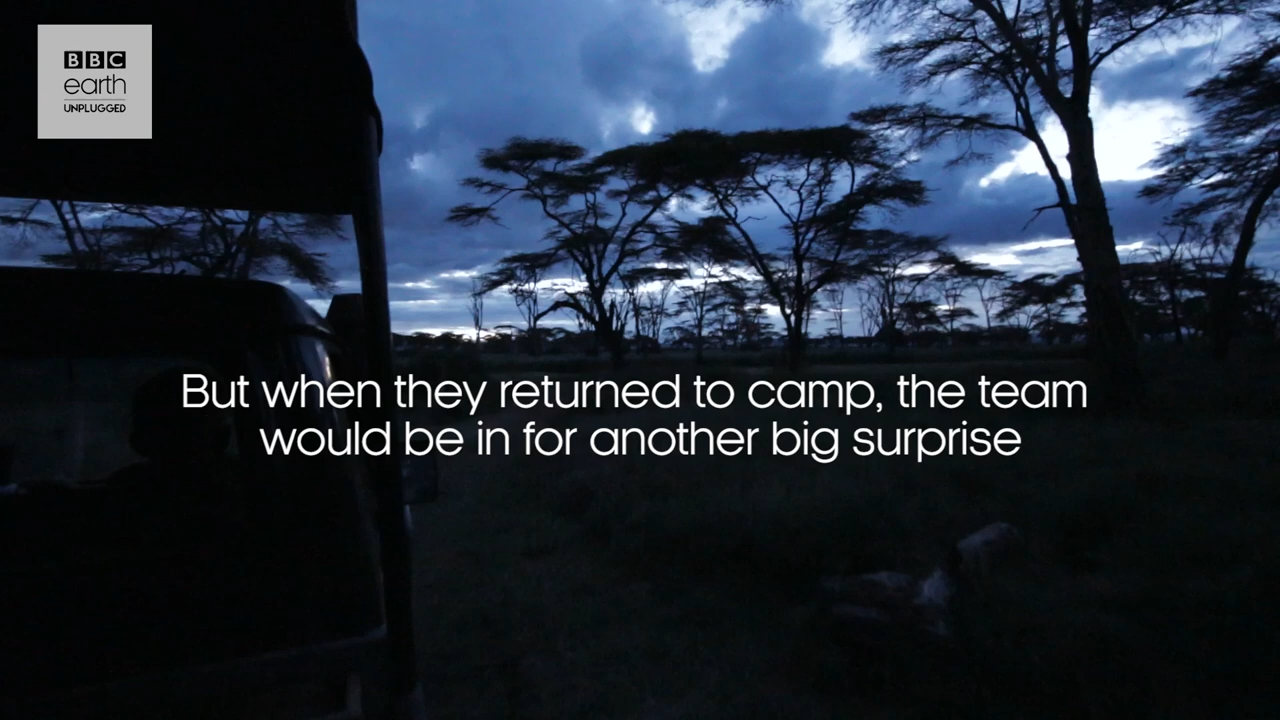 BBC
earth
UNPLUGGED
But when they returned to camp, the team
would be in for another big surprise